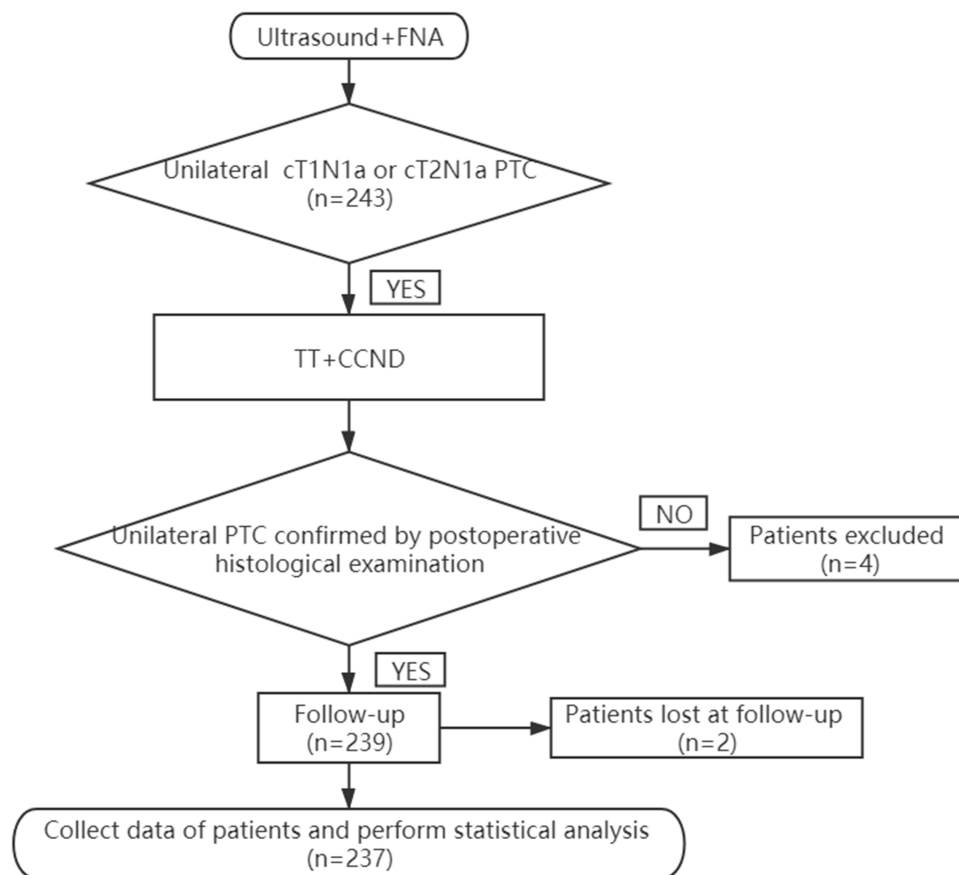 Ultrasound+FNA
Unilateral cT1N1a or cT2N1a PTC
(n=243)
YES
TT+CCND
Unilateral PTC confirmed by postoperative
histological examination
NO
Patients excluded
(n=4)
YES
Follow-up
(n=239)
Patients lost at follow-up
(n=2)
Collect data of patients and perform statistical analysis
(n=237)